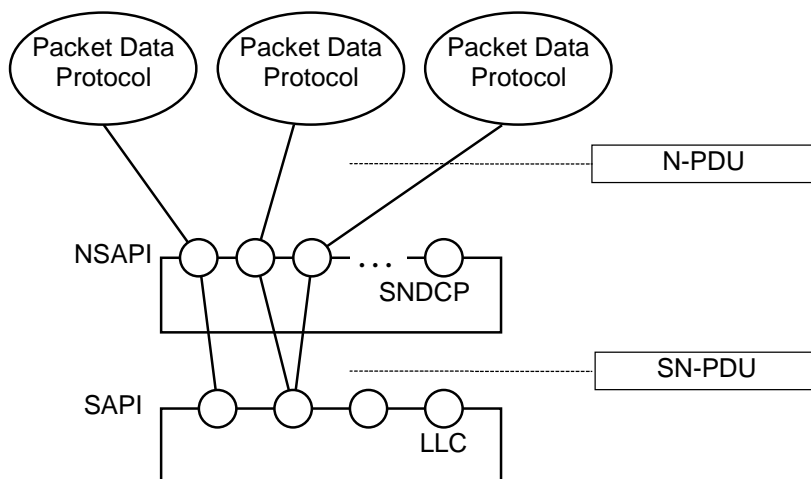 Packet Data
Protocol
Packet Data
Protocol
Packet Data
Protocol
N-PDU
NSAPI
. . .
SNDCP
SN-PDU
SAPI
LLC